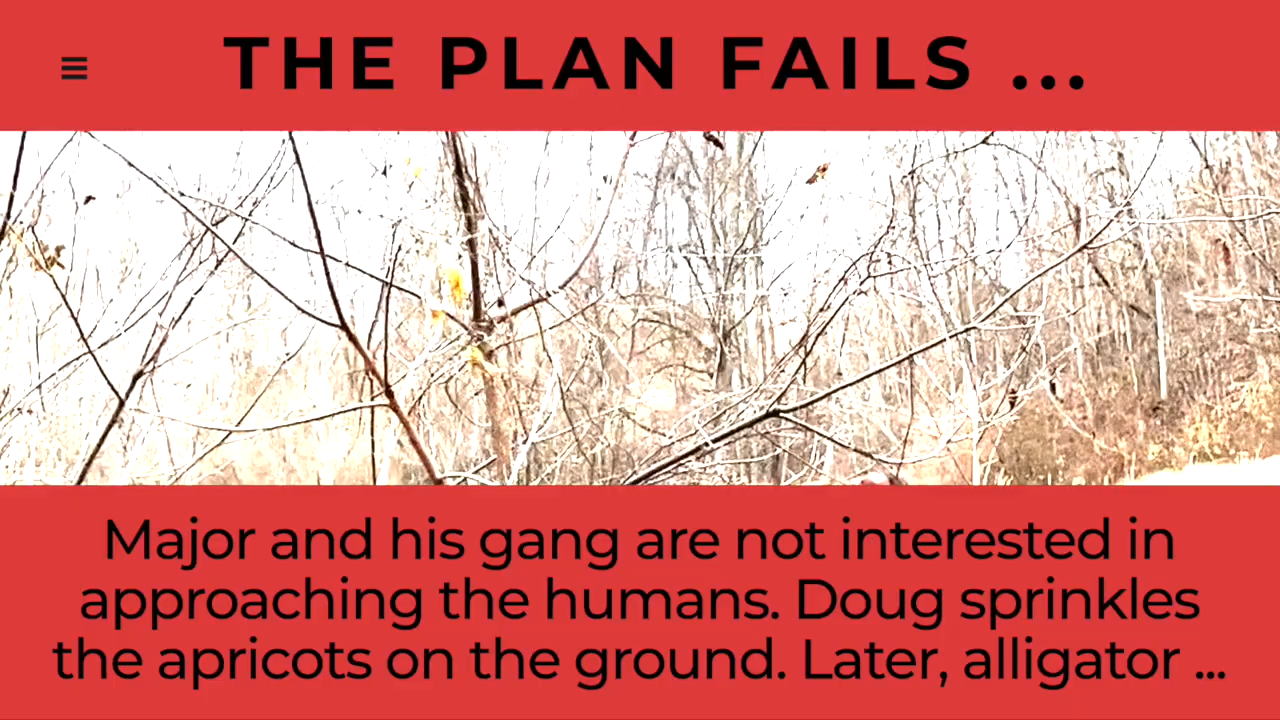 THE PLAN FAILS ...
Major and his gang are not interested in
approaching the humans. Doug sprinkles
the apricots on the ground. Later, alligator ...